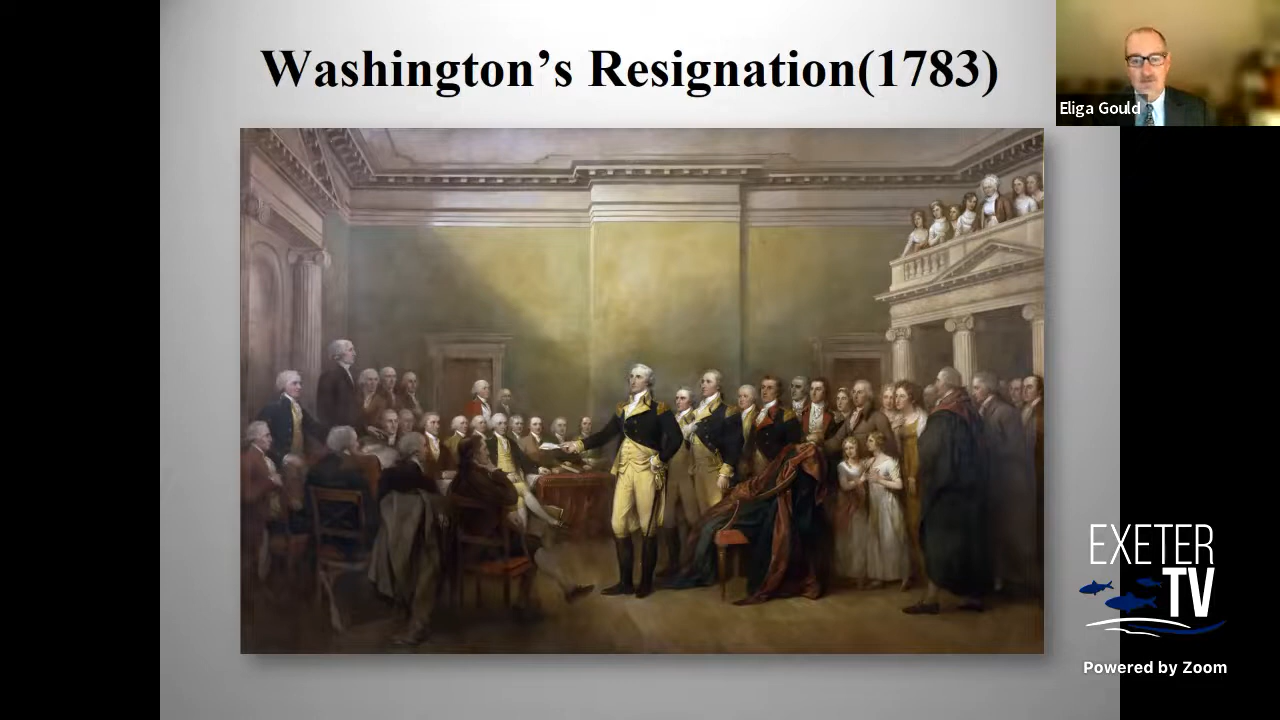 Washington’s Resignation(1783)
Eliga Gould
EXETER
TV
Powered by Zoom